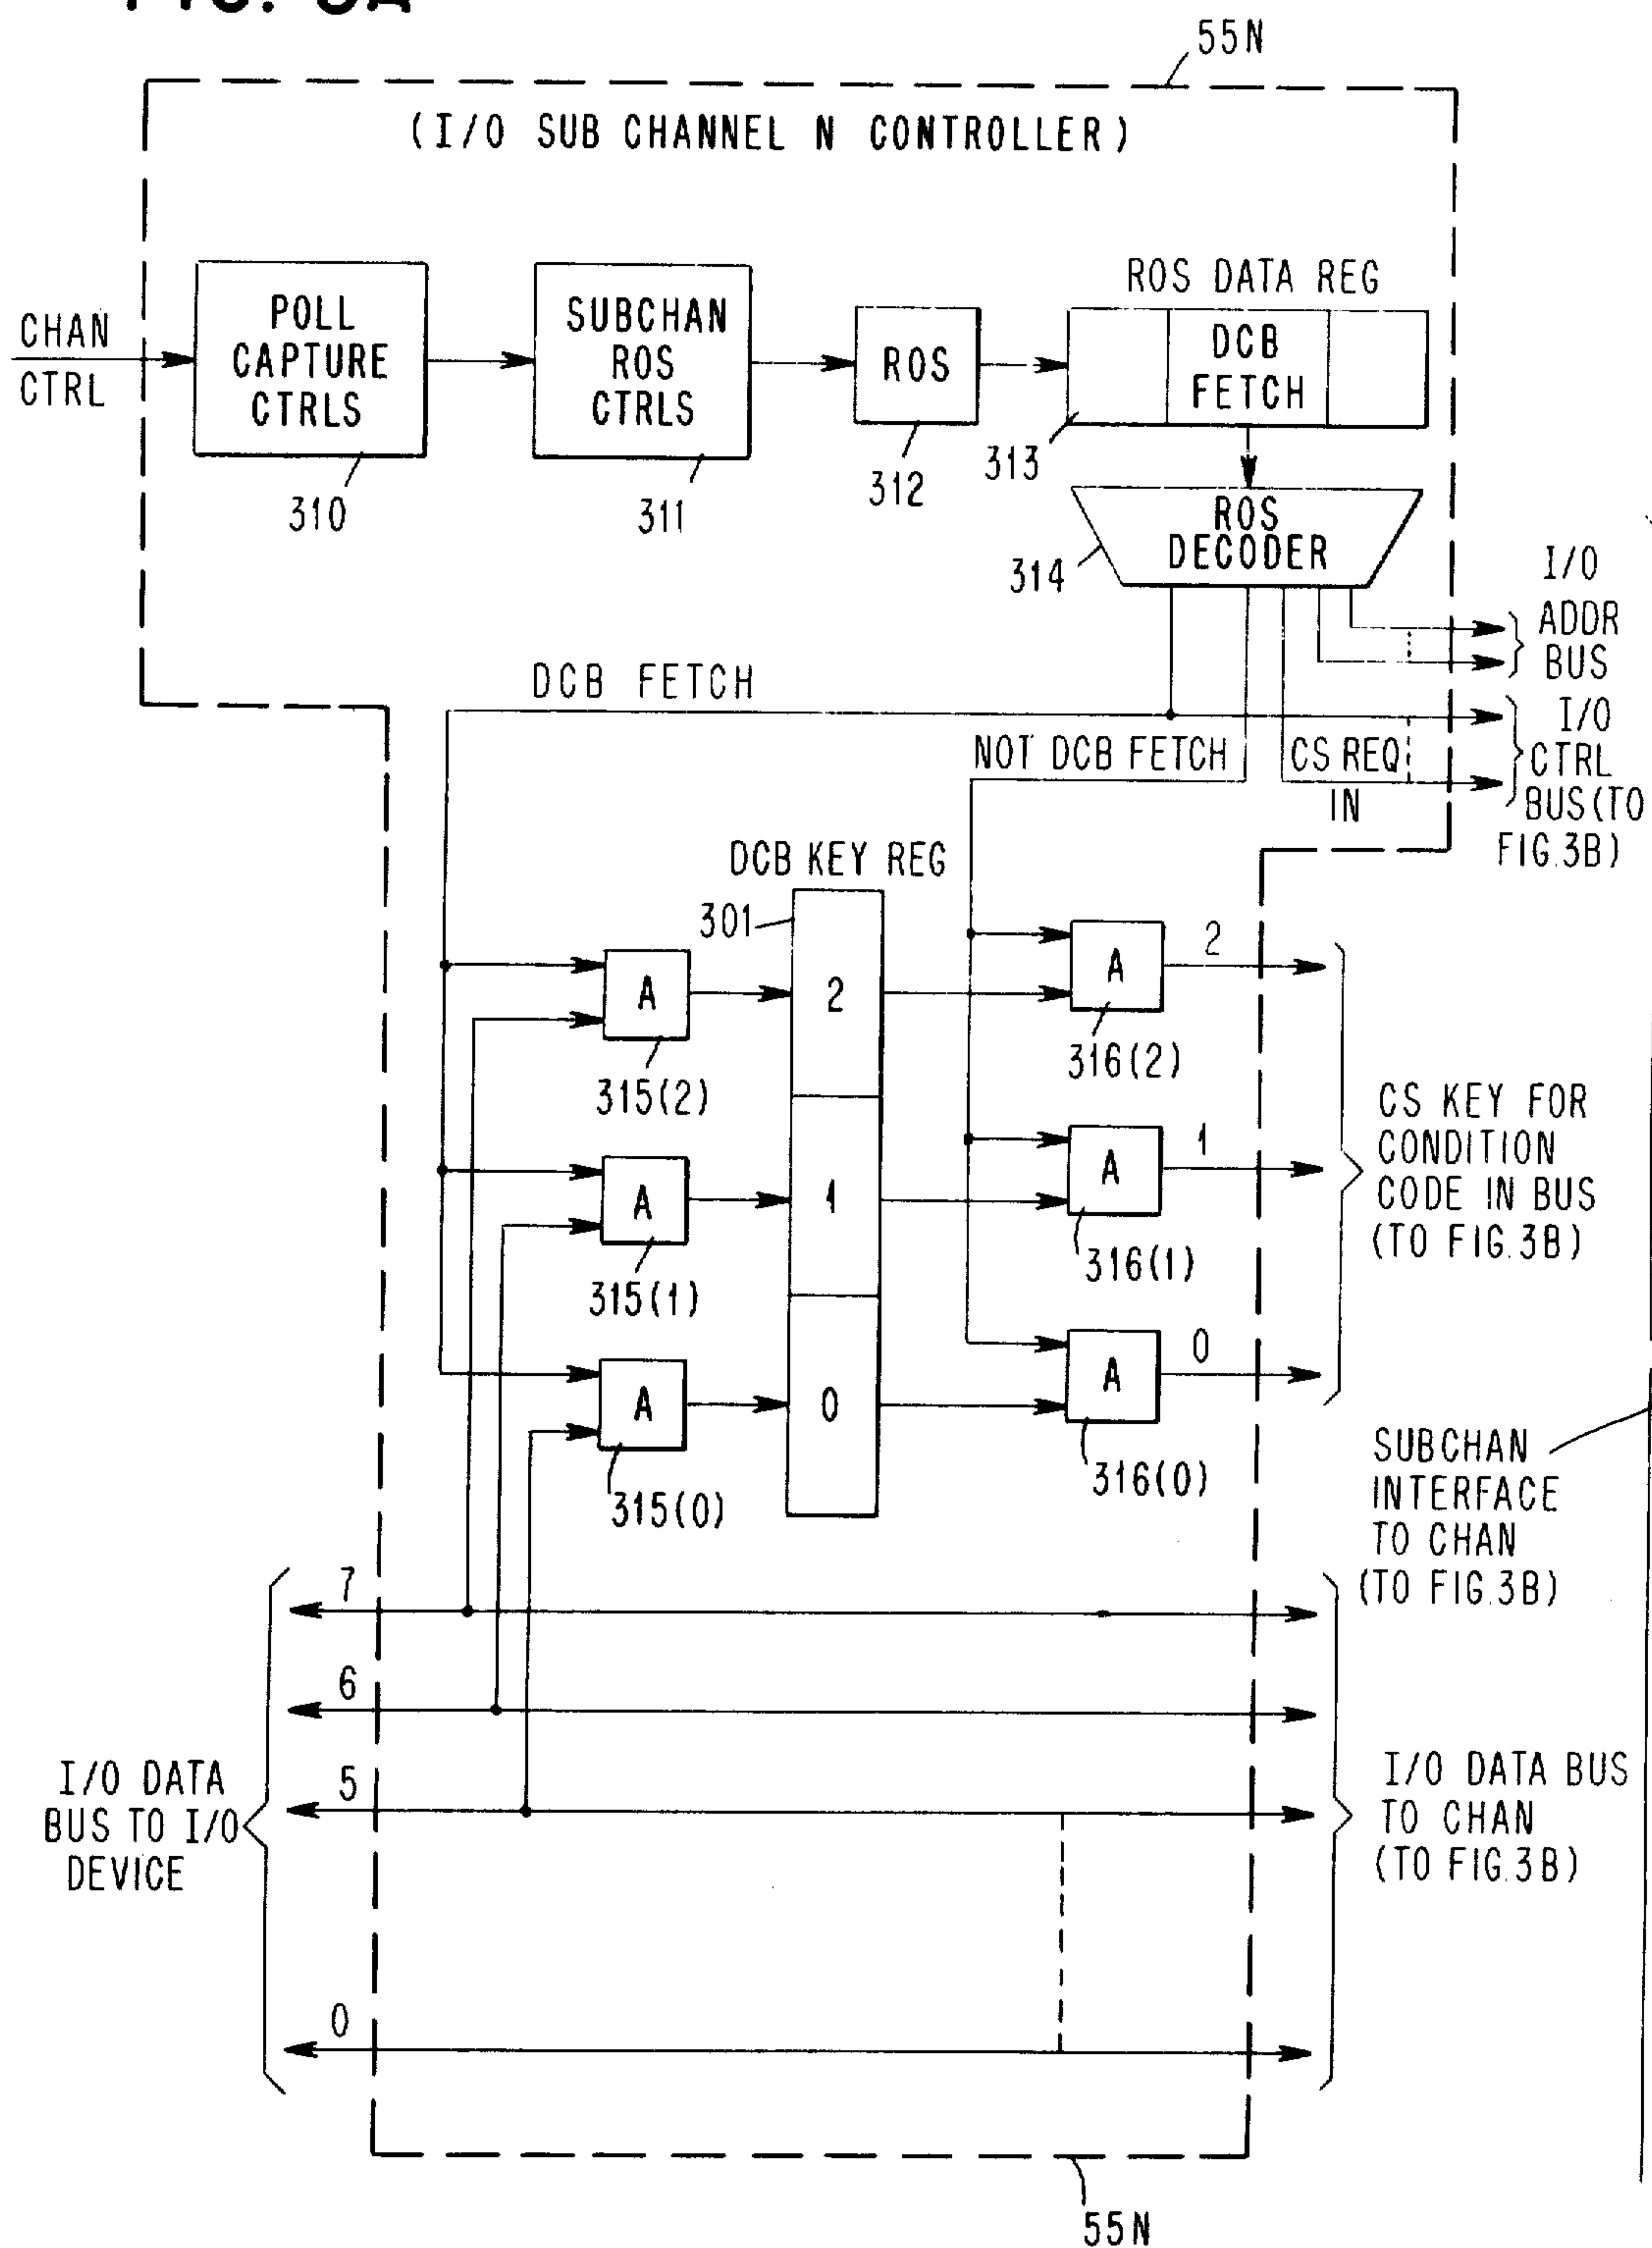 FIG. 3A
55N
(I/O SUB CHANNEL N CONTROLLER)
CHAN
CTRL
POLL
CAPTURE
CTRLS
310
SUBCHAN
ROS
CTRLS
311
ROS
312
ROS DATA REG
DCB
FETCH
313
ROS
DECODER
314
I/O
ADDR
BUS
DCB FETCH
NOT DCB FETCH
CS REQ
IN
I/O
CTRL
BUS (TO
FIG. 3B)
DCB KEY REG
301
2
1
0
A
315(2)
A
315(1)
A
315(0)
A
2
316(2)
A
1
316(1)
A
0
316(0)
CS KEY FOR
CONDITION
CODE IN BUS
(TO FIG. 3B)
SUBCHAN
INTERFACE
TO CHAN
(TO FIG. 3B)
7
6
5
0
I/O DATA
BUS TO I/O
DEVICE
I/O DATA BUS
TO CHAN
(TO FIG. 3B)
55N